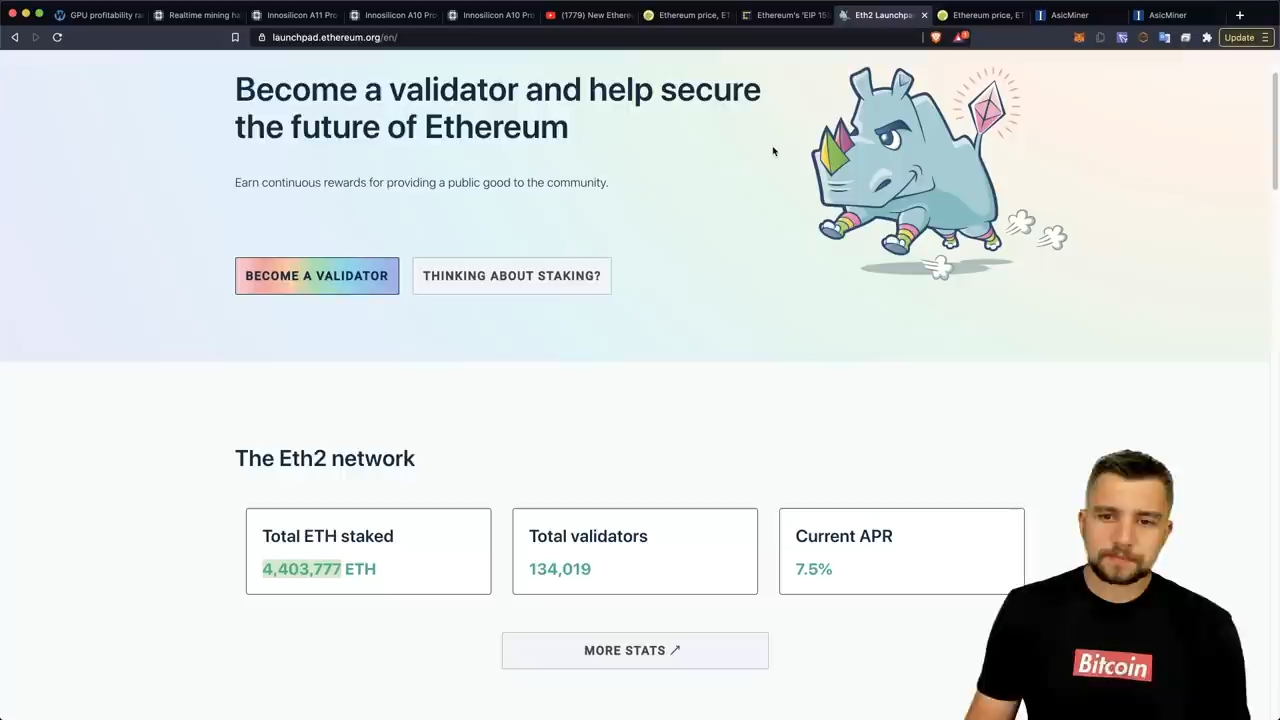 GPU profitability ra
Realtime mining ha
Innosilicon A11 Pro
Innosilicon A10 Pro
Innosilicon A10 Pro
(1779) New Ethere
Ethereum price, ET
Ethereum's 'EIP 15
Eth2 Launchpa
Ethereum price, ET
AsicMiner
AsicMiner
launchpad.ethereum.org/en/
Update
Become a validator and help secure
the future of Ethereum
Earn continuous rewards for providing a public good to the community.
BECOME A VALIDATOR
THINKING ABOUT STAKING?
The Eth2 network
Total ETH staked
4,403,777 ETH
Total validators
134,019
Current APR
7.5%
MORE STATS ↗
Bitcoin